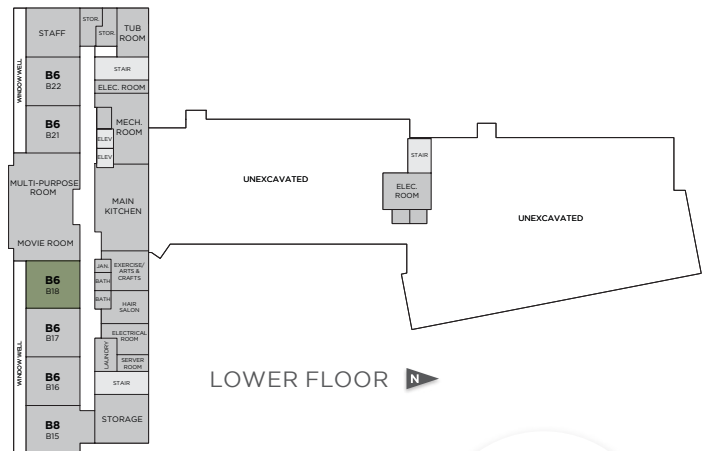 STAFF
STOR.
STOR.
TUB
ROOM
WINDOW WELL
B6
B22
STAIR
ELEC. ROOM
B6
B21
MECH.
ROOM
ELEV
ELEV
MULTI-PURPOSE
ROOM
MAIN
KITCHEN
MOVIE ROOM
UNEXCAVATED
STAIR
ELEC.
ROOM
UNEXCAVATED
B6
B18
JAN.
EXERCISE/
ARTS &
CRAFTS
BATH
BATH
HAIR
SALON
WINDOW WELL
B6
B17
ELECTRICAL
ROOM
LAUNDRY
SERVER
ROOM
B6
B16
STAIR
B8
B15
STORAGE
LOWER FLOOR N